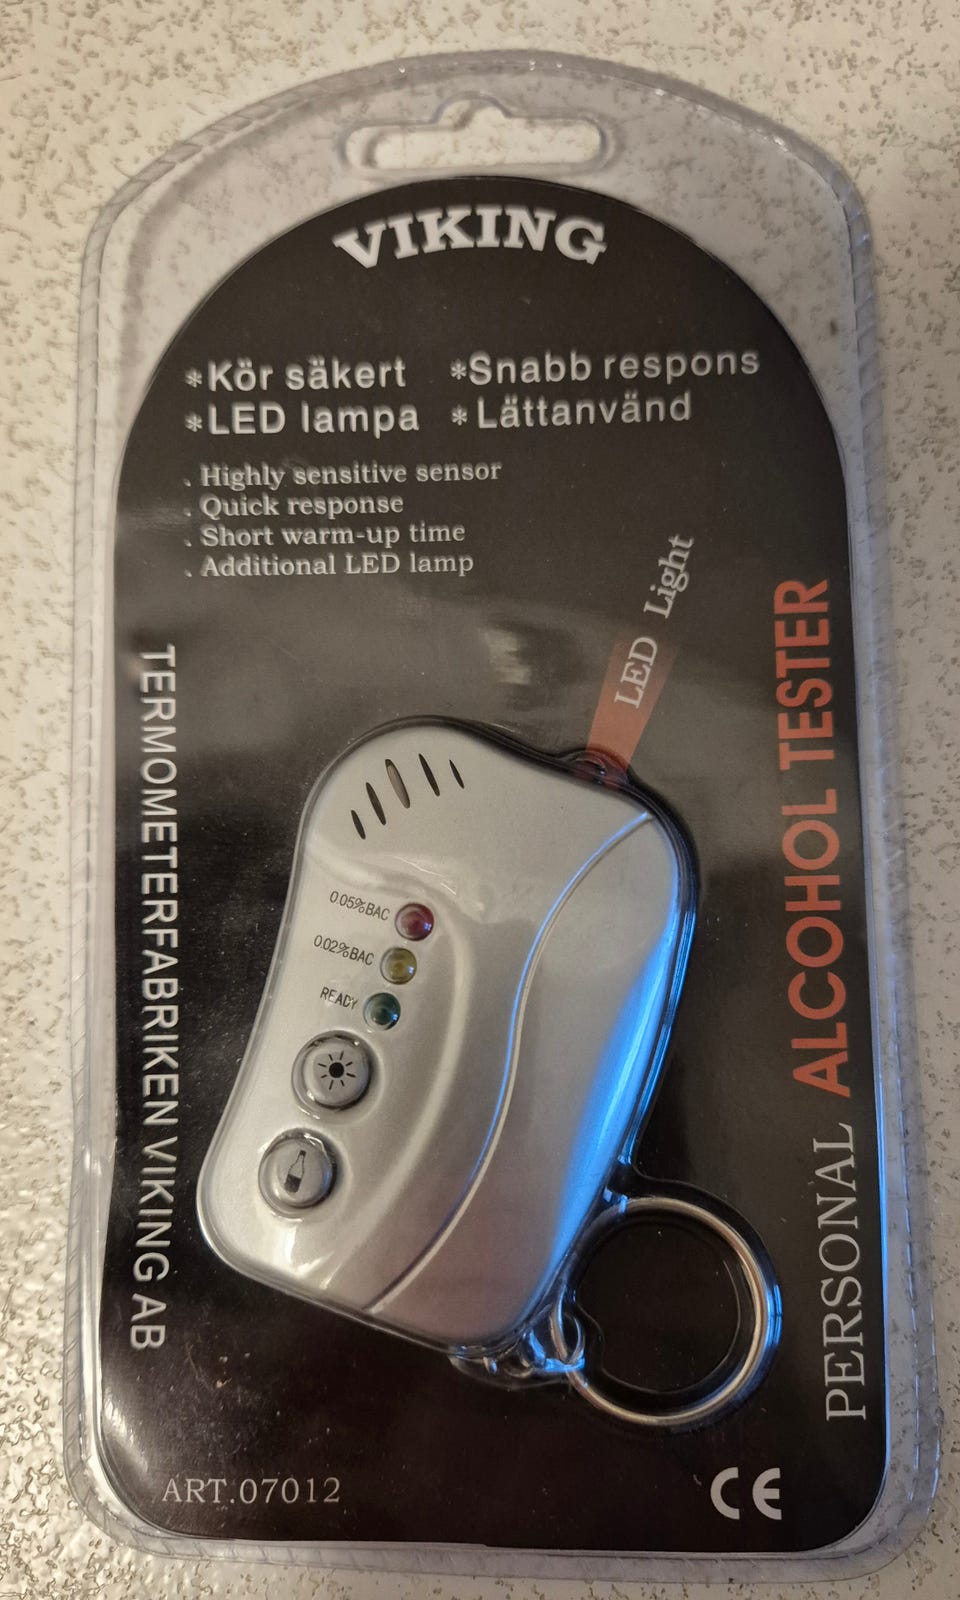 VIKING
*Kör säkert *Snabb respons
*LED lampa *Lättanvänd
. Highly sensitive sensor
. Quick response
. Short warm-up time
. Additional LED lamp
LED Light
TERMOMETERFABRIKEN VIKING AB
PERSONAL ALCOHOL TESTER
0.05%BAC
0.02%BAC
READY
ART.07012
CE